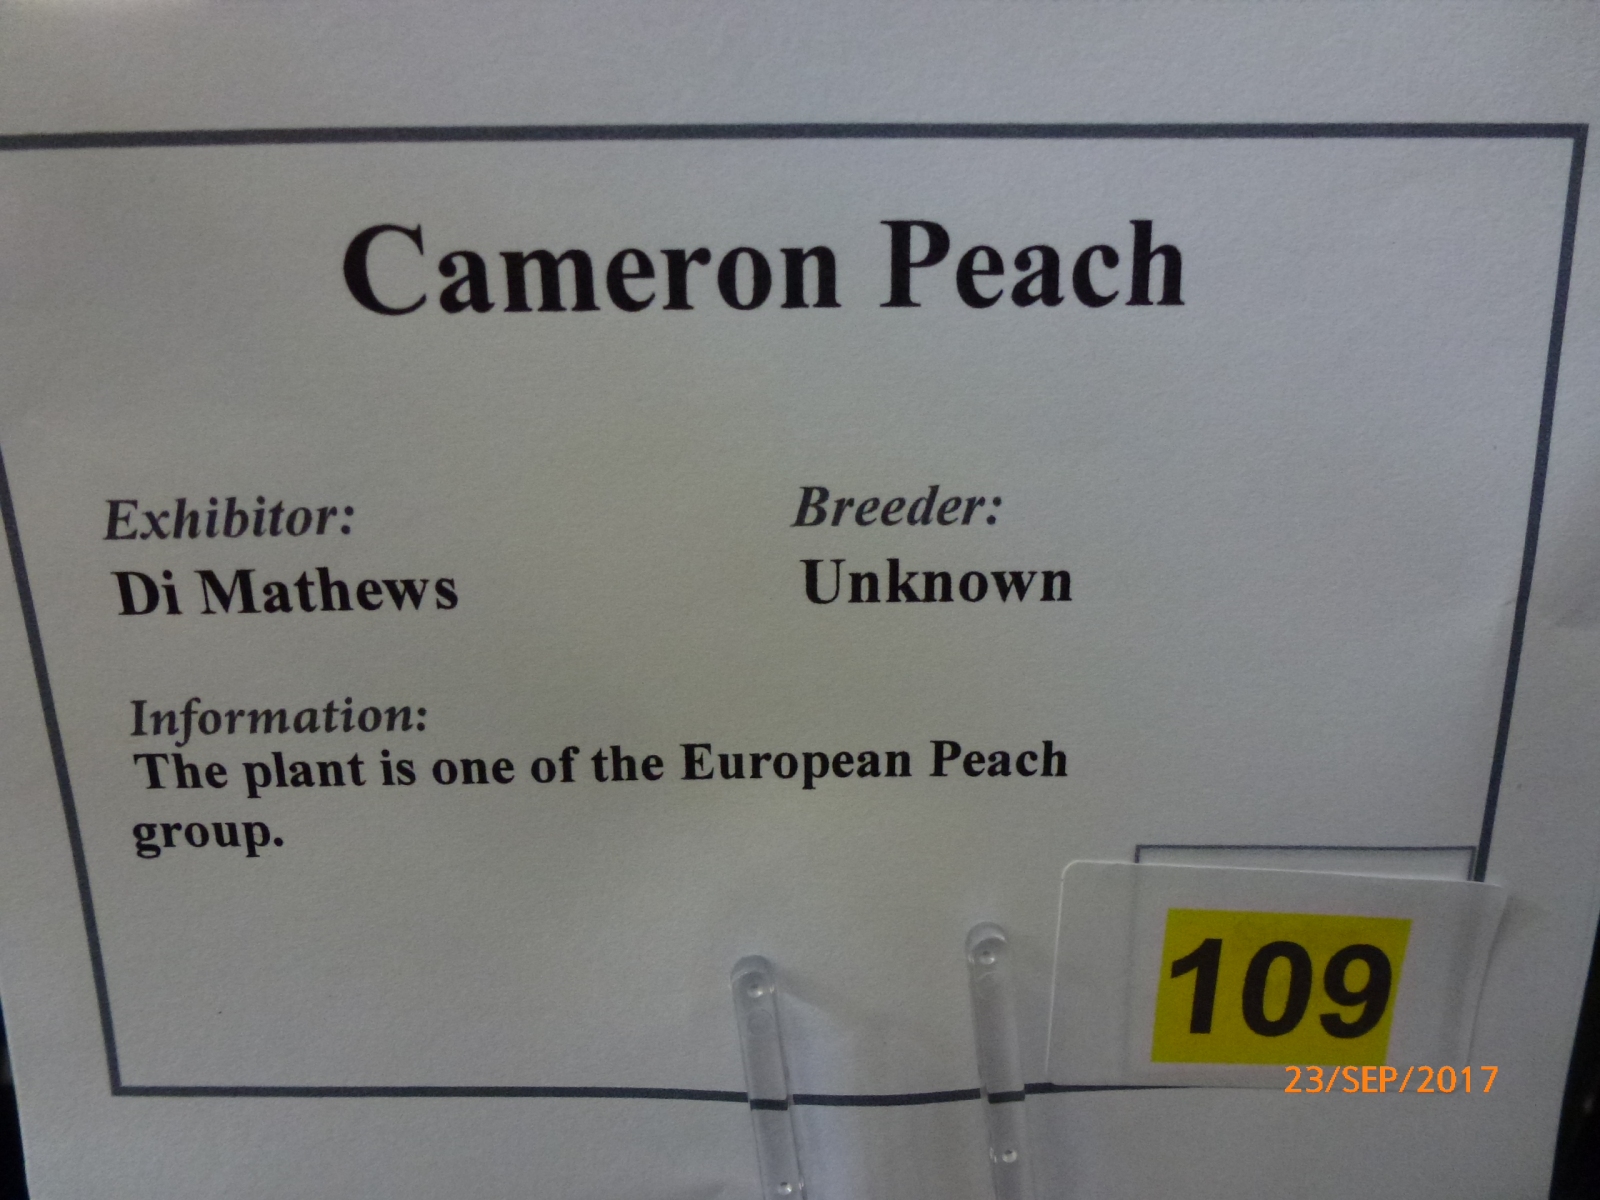 Cameron Peach
Exhibitor:
Di Mathews
Breeder:
Unknown
Information:
The plant is one of the European Peach
group.
109
23/SEP/2017